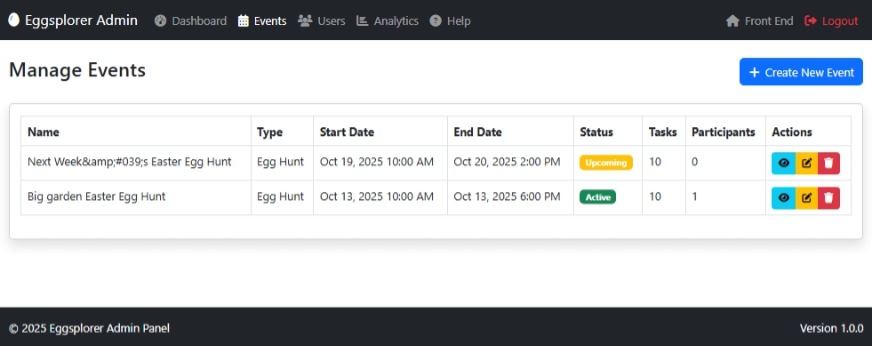 Eggsplorer Admin Dashboard Events Users Analytics Help Front End Logout
Manage Events
Create New Event
Name Type Start Date End Date Status Tasks Participants Actions
Next Week&amp;#039;s Easter Egg Hunt Egg Hunt Oct 19, 2025 10:00 AM Oct 20, 2025 2:00 PM Upcoming 10 0
Big garden Easter Egg Hunt Egg Hunt Oct 13, 2025 10:00 AM Oct 13, 2025 6:00 PM Active 10 1
© 2025 Eggsplorer Admin Panel Version 1.0.0